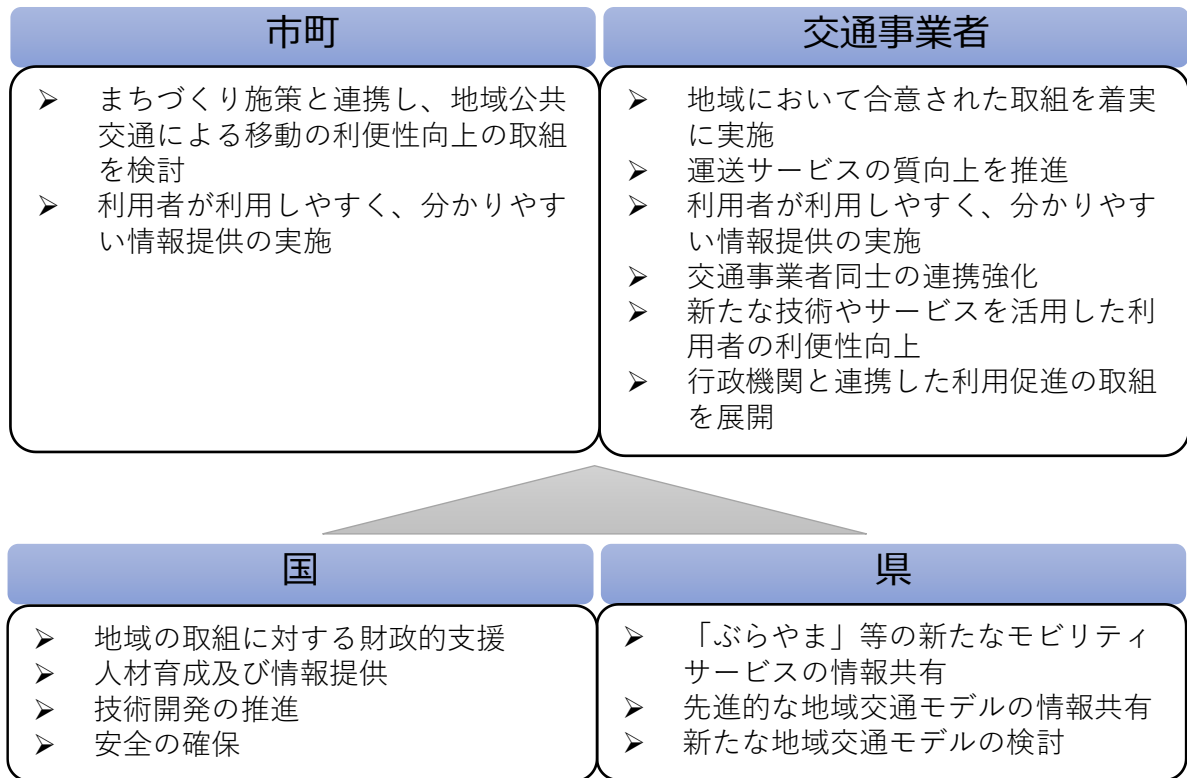 市町
➢ まちづくり施策と連携し、地域公共
交通による移動の利便性向上の取組
を検討
➢ 利用者が利用しやすく、分かりやす
い情報提供の実施
交通事業者
➢ 地域において合意された取組を着実
に実施
➢ 運送サービスの質向上を推進
➢ 利用者が利用しやすく、分かりやす
い情報提供の実施
➢ 交通事業者同士の連携強化
➢ 新たな技術やサービスを活用した利
用者の利便性向上
➢ 行政機関と連携した利用促進の取組
を展開
国
➢ 地域の取組に対する財政的支援
➢ 人材育成及び情報提供
➢ 技術開発の推進
➢ 安全の確保
県
➢ 「ぶらやま」等の新たなモビリティ
サービスの情報共有
➢ 先進的な地域交通モデルの情報共有
➢ 新たな地域交通モデルの検討